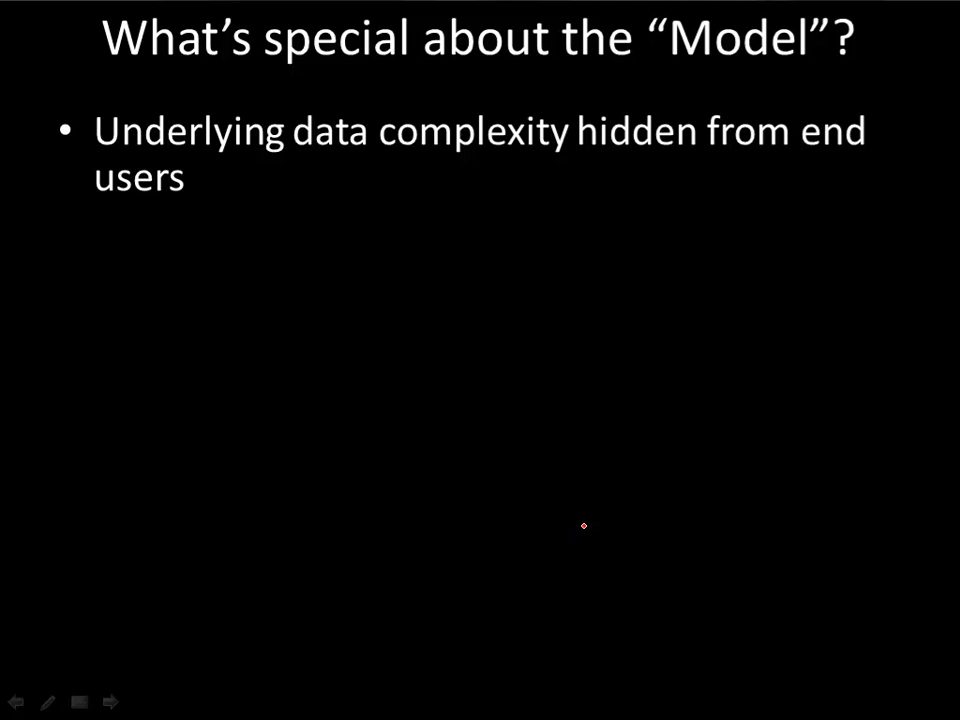 What’s special about the “Model”?
• Underlying data complexity hidden from end
users